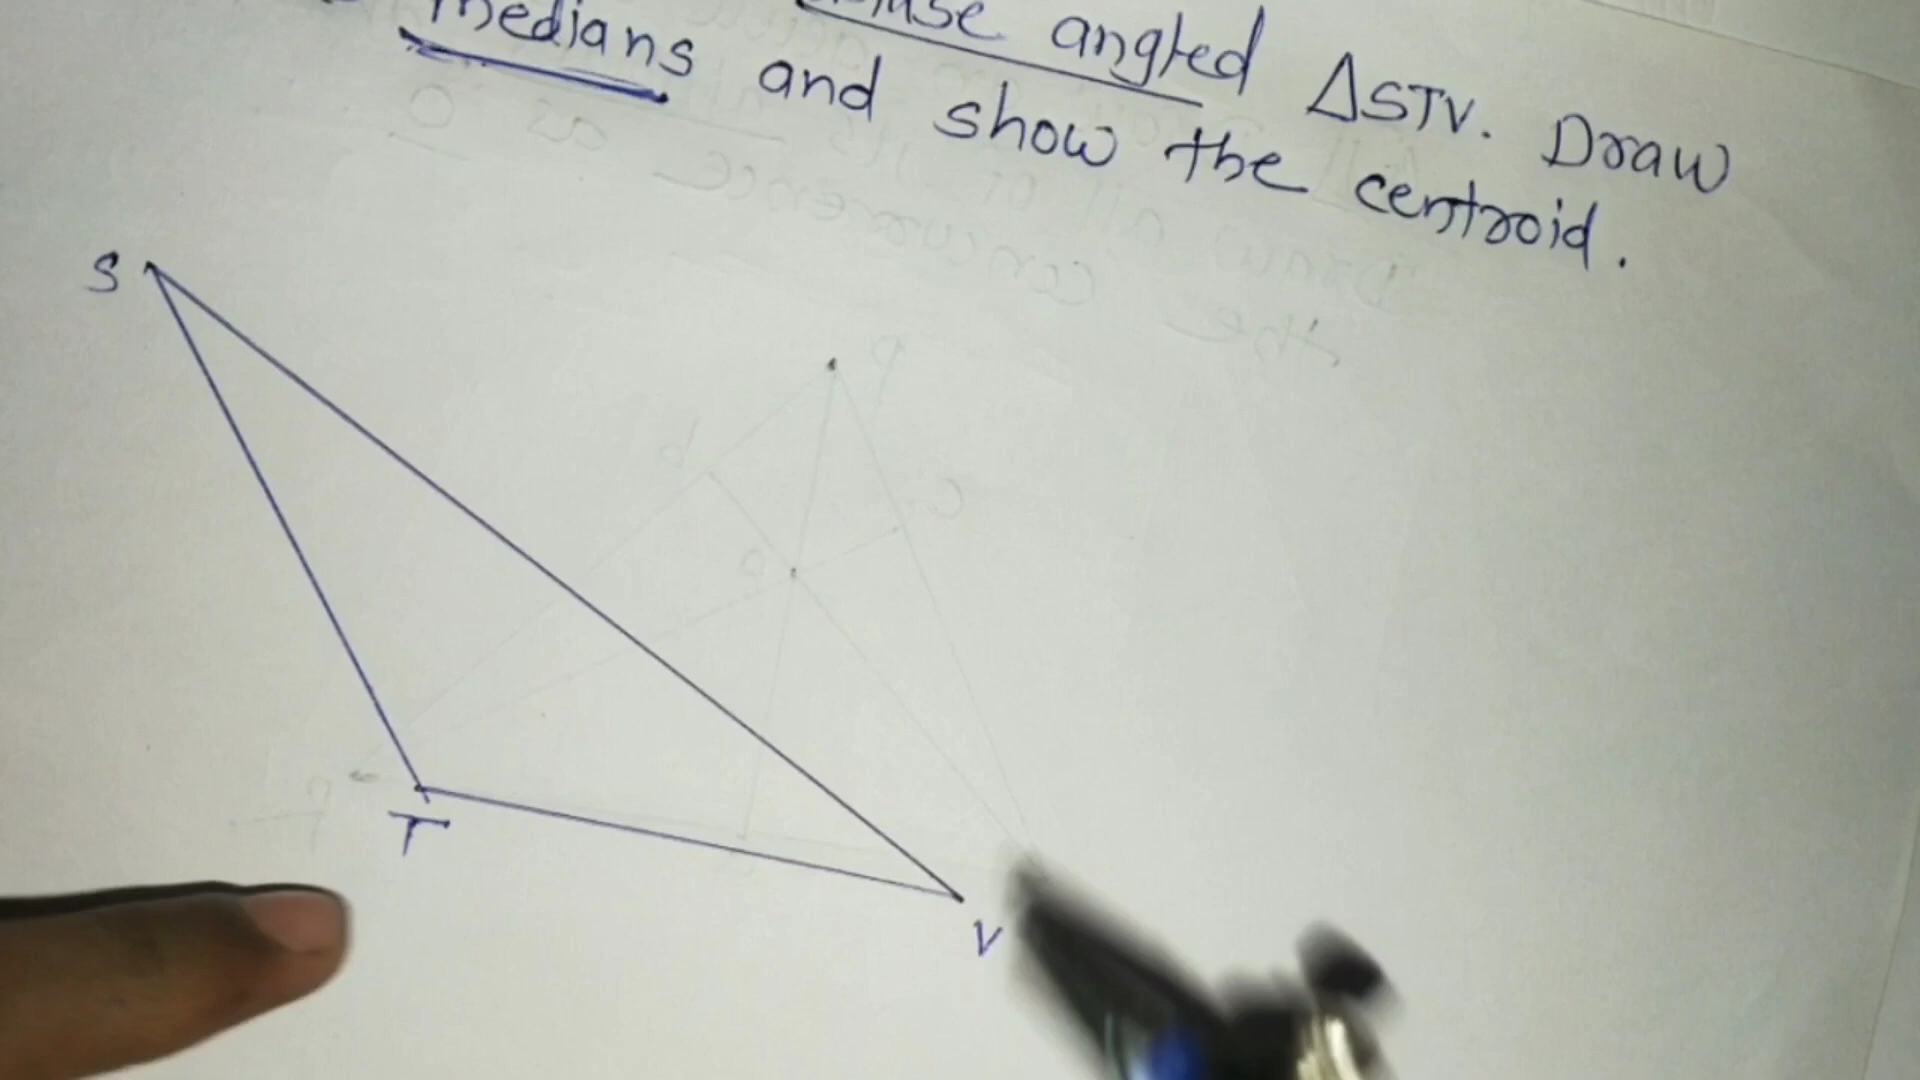 angled ΔSTV. Draw
medians and show the centroid.
S
T
V